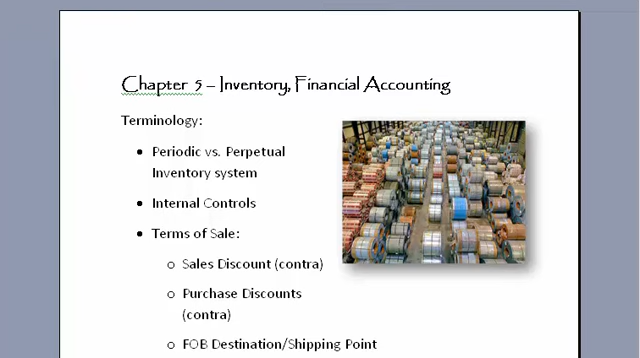 Chapter 5 – Inventory, Financial Accounting
Terminology:
• Periodic vs. Perpetual
Inventory system
• Internal Controls
• Terms of Sale:
o Sales Discount (contra)
o Purchase Discounts
(contra)
o FOB Destination/Shipping Point